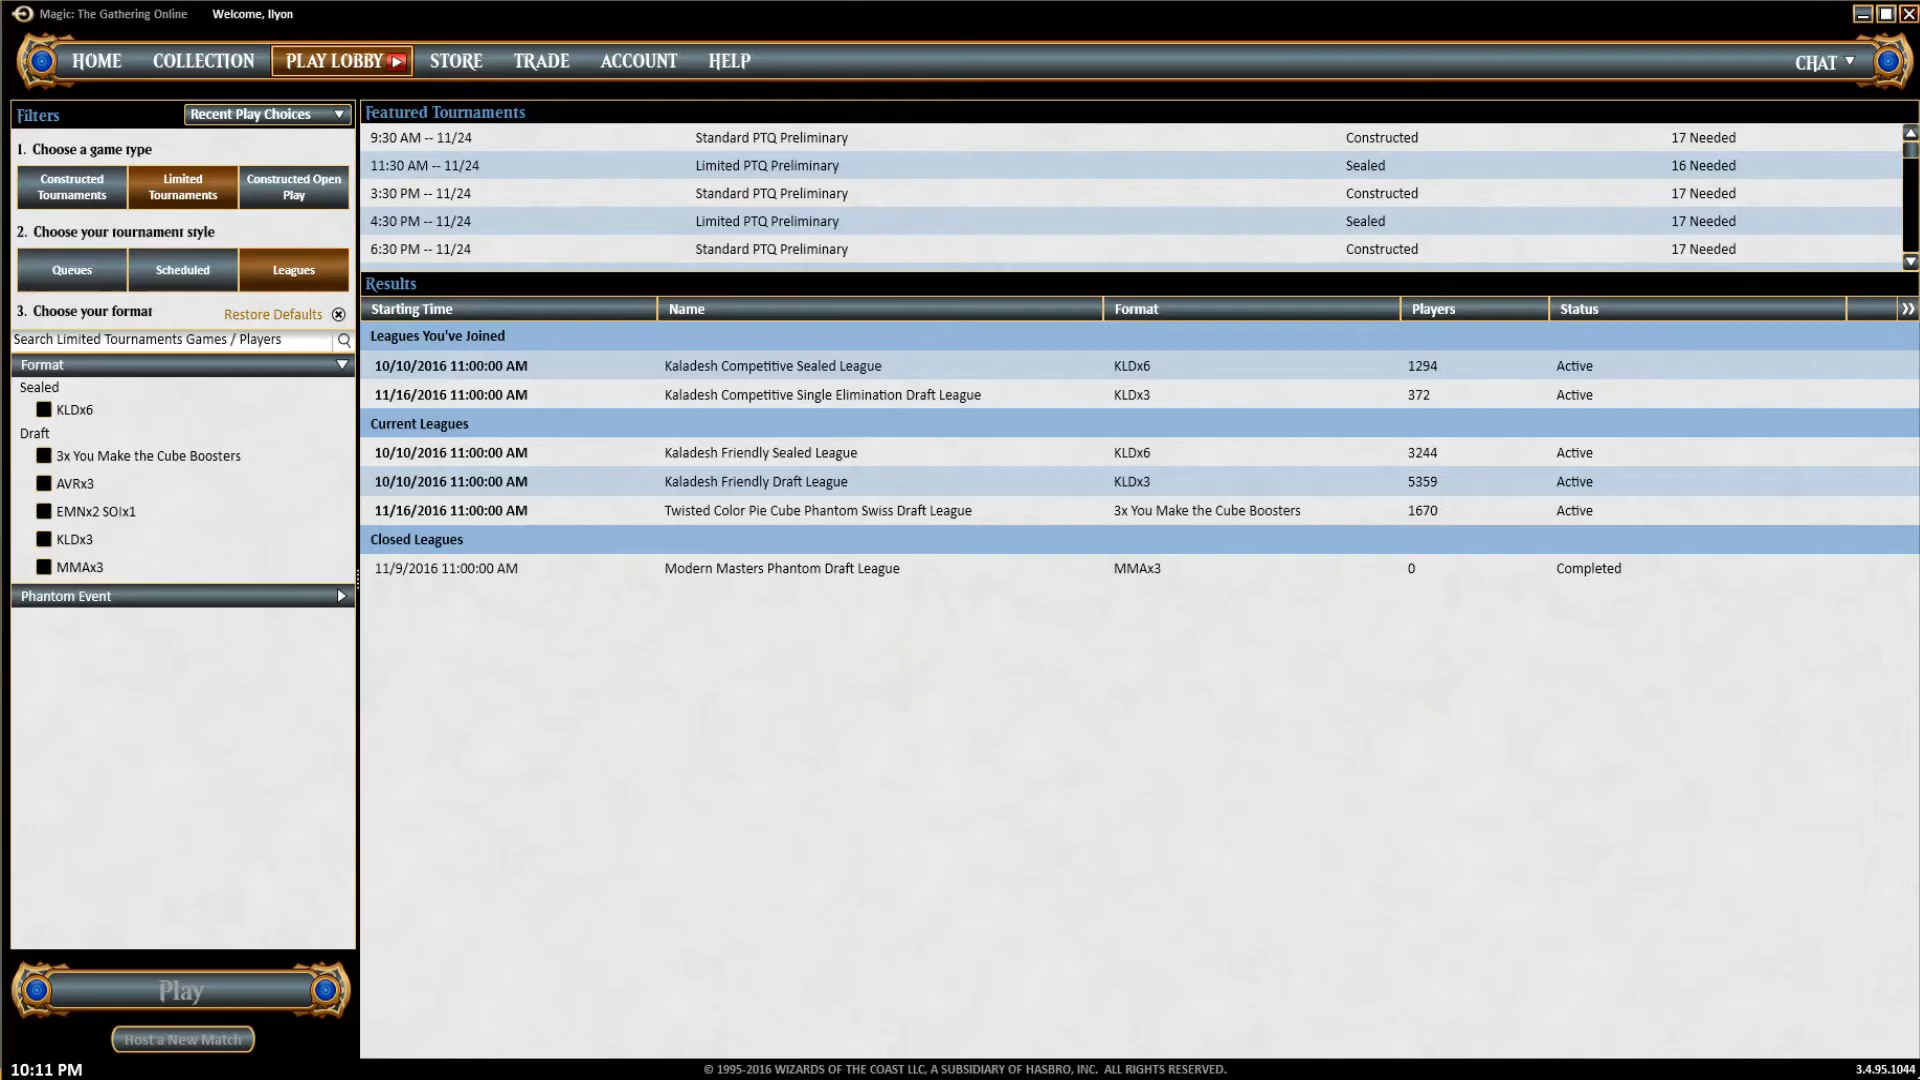 Magic: The Gathering Online Welcome, Ilyon
HOME COLLECTION PLAY LOBBY STORE TRADE ACCOUNT HELP CHAT
Filters Recent Play Choices
1. Choose a game type
Constructed Tournaments Limited Tournaments Constructed Open Play
2. Choose your tournament style
Queues Scheduled Leagues
3. Choose your format Restore Defaults
Search Limited Tournaments Games / Players
Format
Sealed
KLDx6
Draft
3x You Make the Cube Boosters
AVRx3
EMNx2 SOIx1
KLDx3
MMAx3
Phantom Event
Play
Host a New Match
10:11 PM
Featured Tournaments
9:30 AM -- 11/24 Standard PTQ Preliminary Constructed 17 Needed
11:30 AM -- 11/24 Limited PTQ Preliminary Sealed 16 Needed
3:30 PM -- 11/24 Standard PTQ Preliminary Constructed 17 Needed
4:30 PM -- 11/24 Limited PTQ Preliminary Sealed 17 Needed
6:30 PM -- 11/24 Standard PTQ Preliminary Constructed 17 Needed
Results
Starting Time Name Format Players Status
Leagues You've Joined
10/10/2016 11:00:00 AM Kaladesh Competitive Sealed League KLDx6 1294 Active
11/16/2016 11:00:00 AM Kaladesh Competitive Single Elimination Draft League KLDx3 372 Active
Current Leagues
10/10/2016 11:00:00 AM Kaladesh Friendly Sealed League KLDx6 3244 Active
10/10/2016 11:00:00 AM Kaladesh Friendly Draft League KLDx3 5359 Active
11/16/2016 11:00:00 AM Twisted Color Pie Cube Phantom Swiss Draft League 3x You Make the Cube Boosters 1670 Active
Closed Leagues
11/9/2016 11:00:00 AM Modern Masters Phantom Draft League MMAx3 0 Completed
© 1995-2016 WIZARDS OF THE COAST LLC, A SUBSIDIARY OF HASBRO, INC. ALL RIGHTS RESERVED.
3.4.95.1044